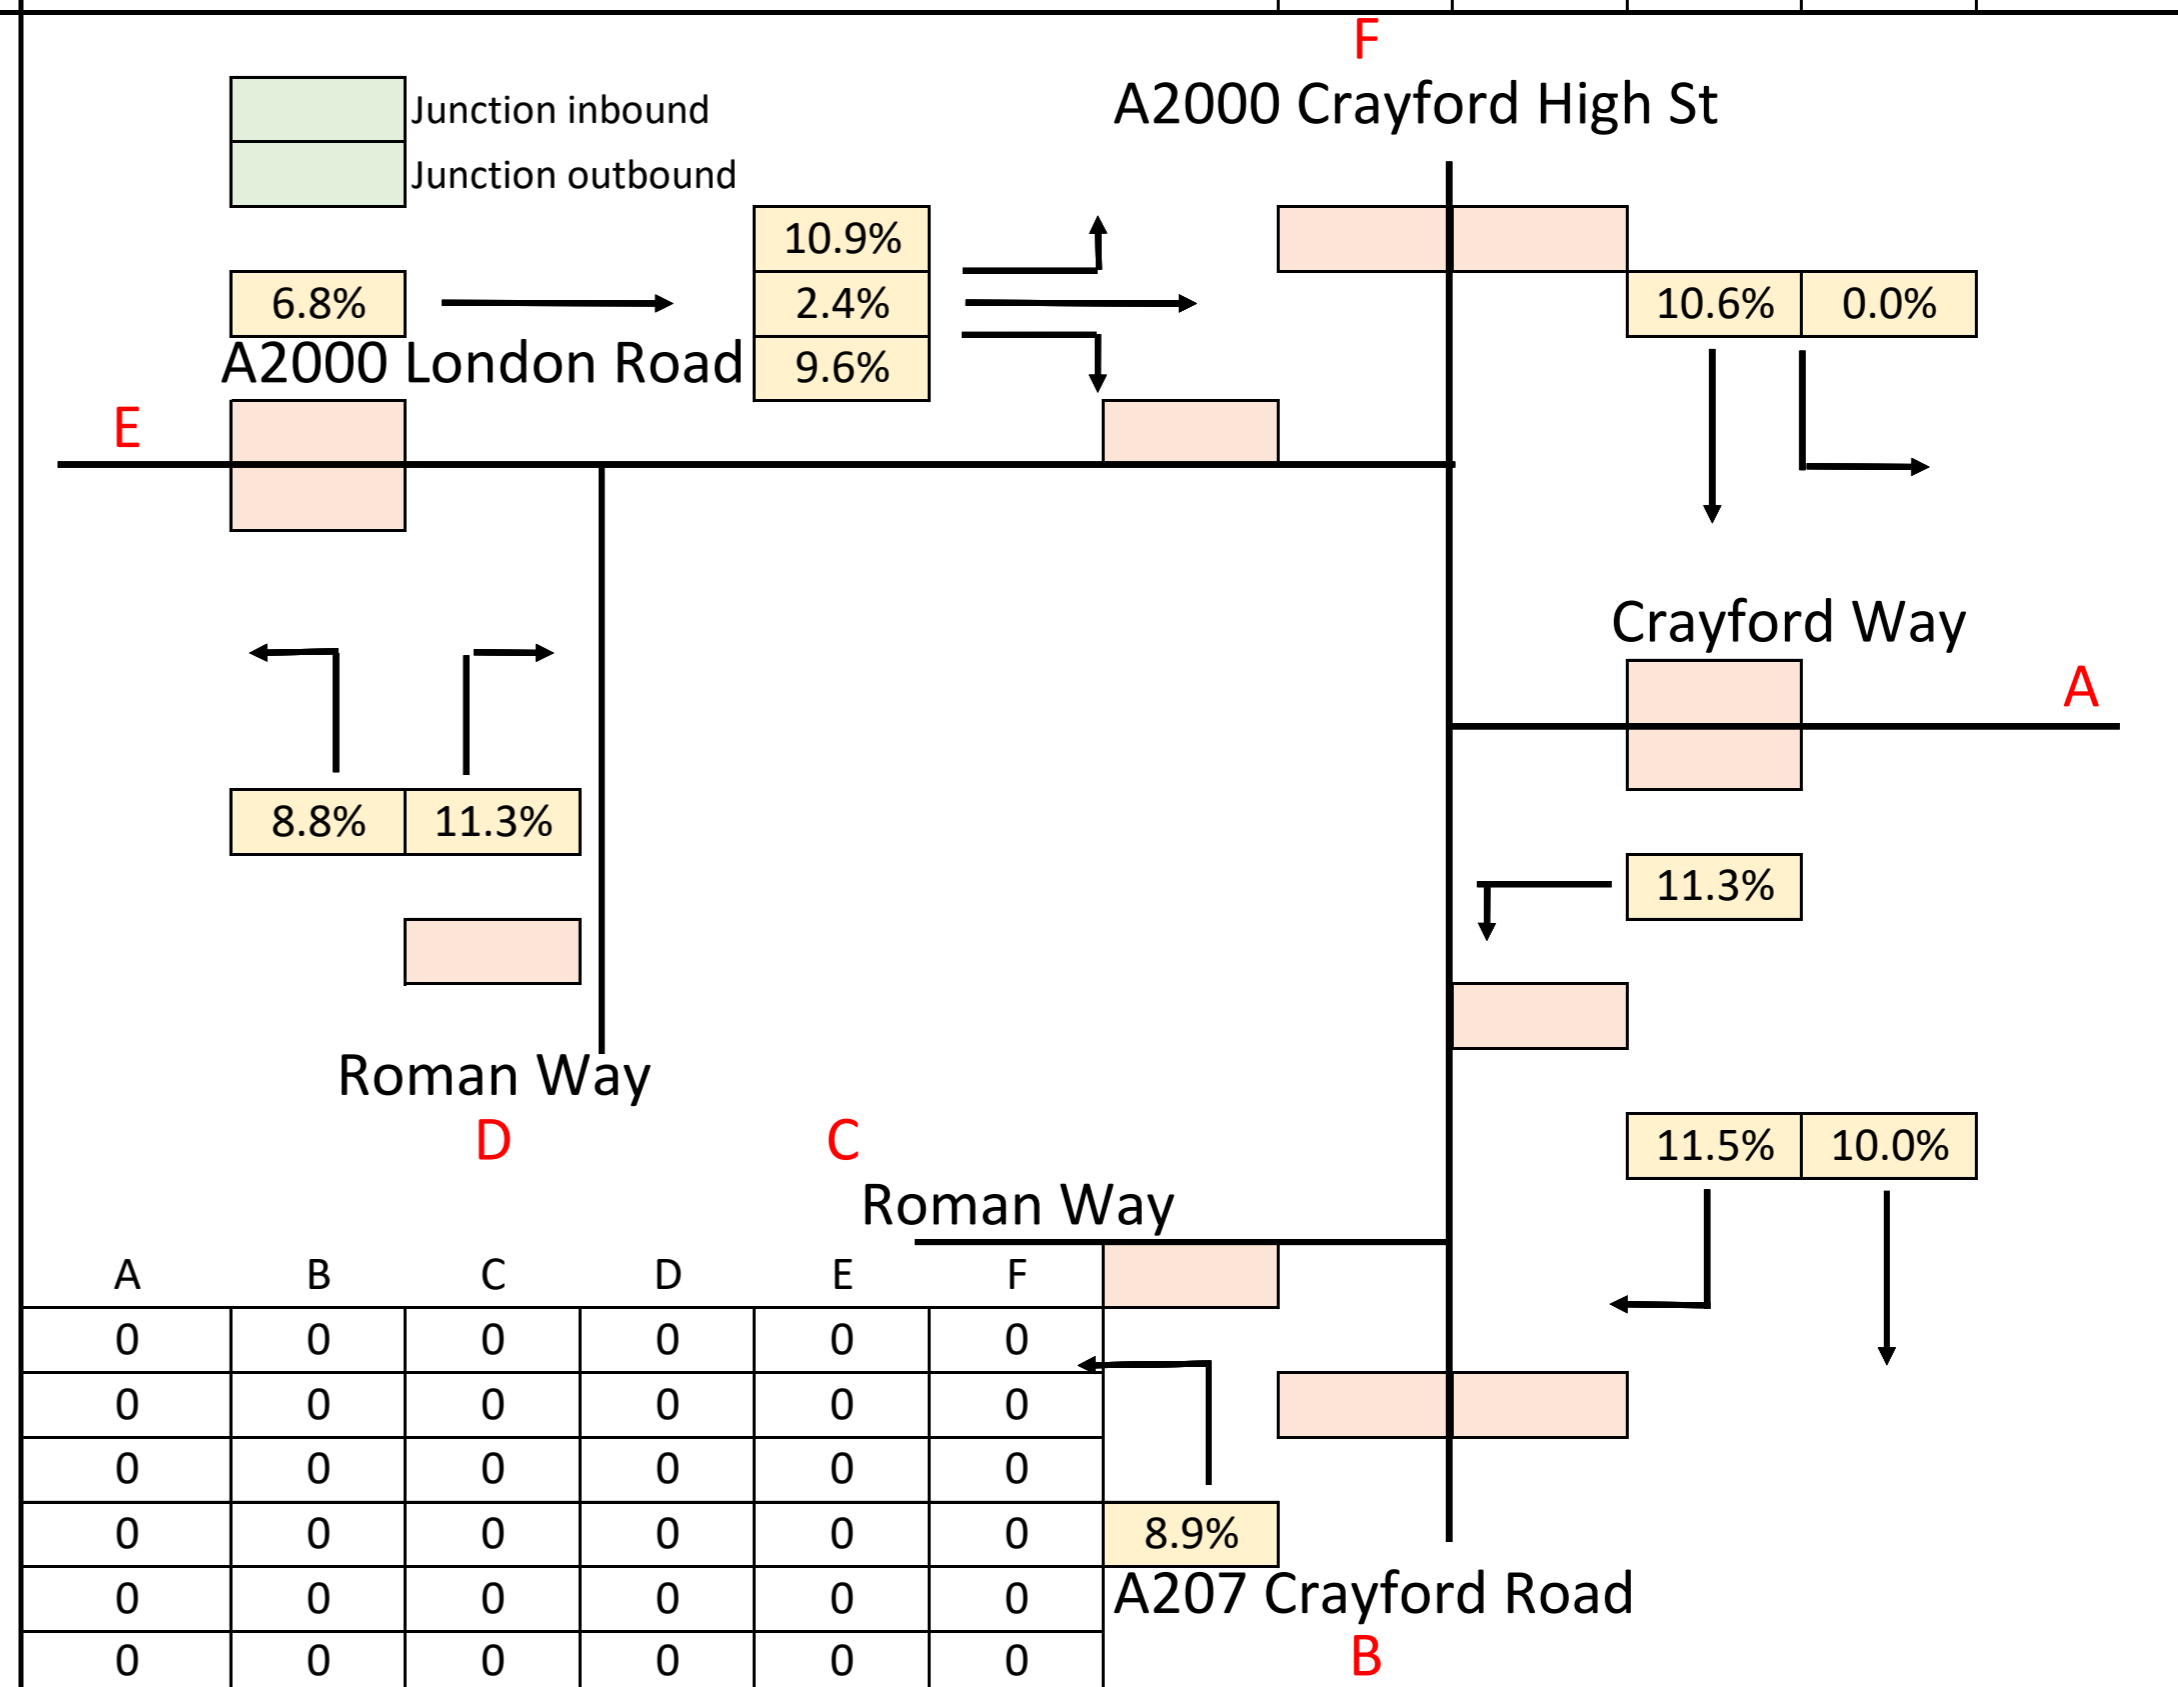 F
A2000 Crayford High St
Junction inbound
Junction outbound
10.9%
6.8% 2.4% 10.6% 0.0%
A2000 London Road 9.6%
E
Crayford Way
A
8.8% 11.3%
11.3%
Roman Way
D C
11.5% 10.0%
Roman Way
A B C D E F
0 0 0 0 0 0
0 0 0 0 0 0
0 0 0 0 0 0
0 0 0 0 0 0 8.9%
0 0 0 0 0 0 A207 Crayford Road
0 0 0 0 0 0 B